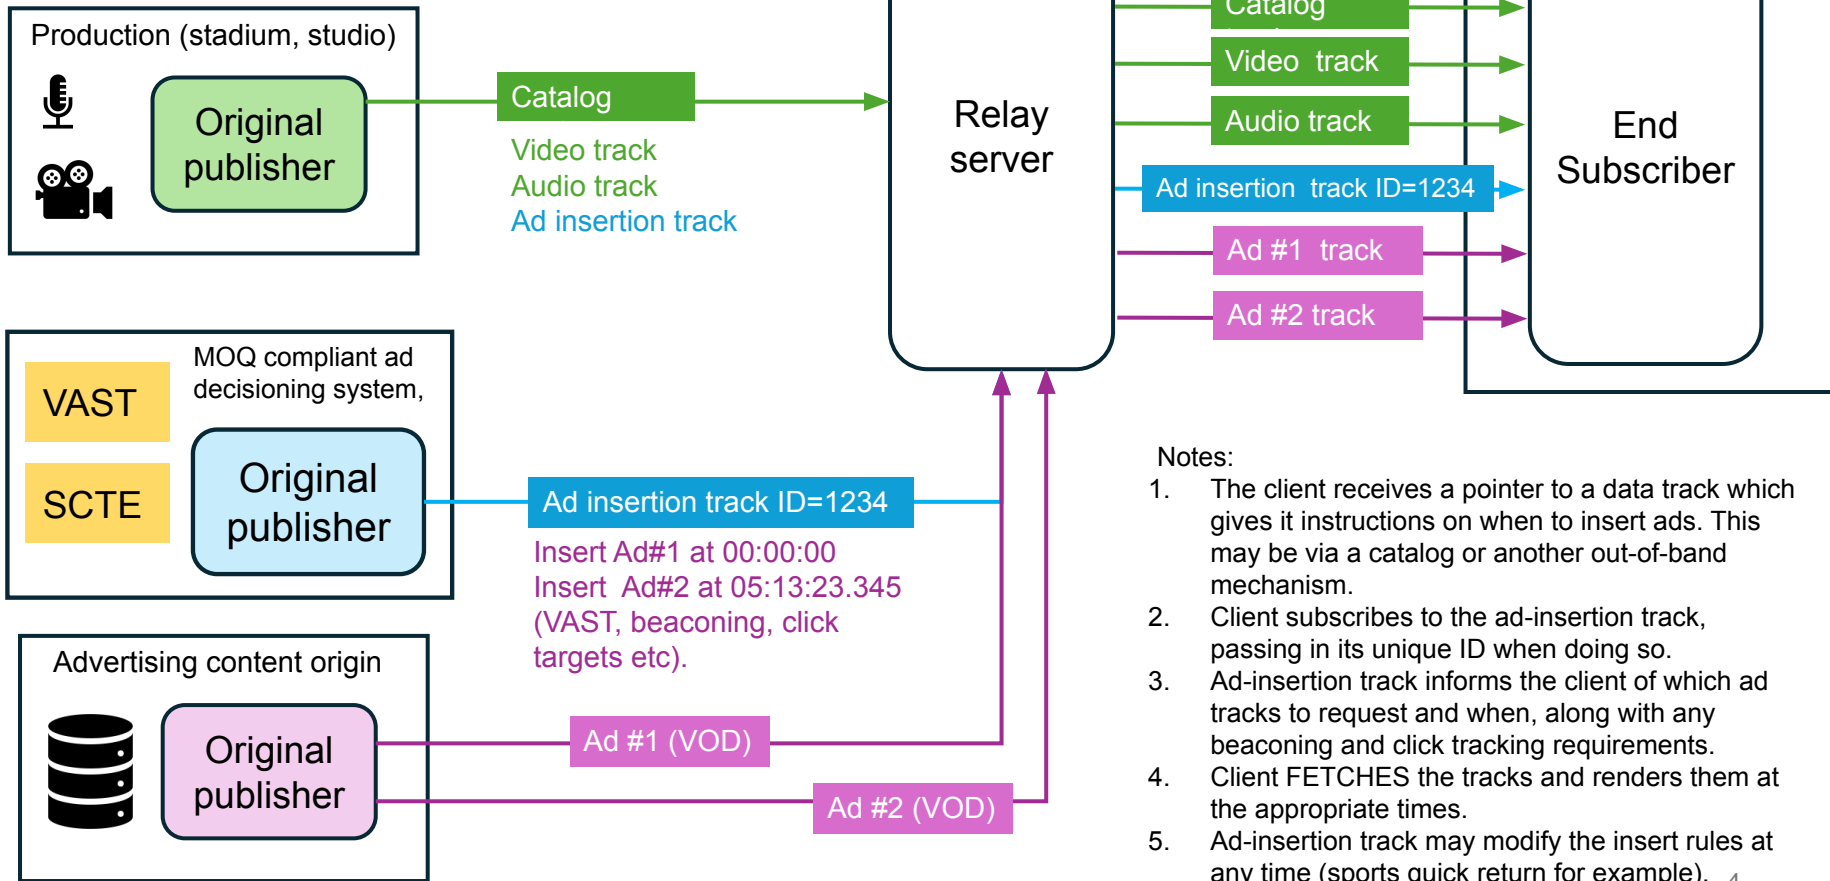 Production (stadium, studio)
Original
publisher
Catalog
Video track
Audio track
Ad insertion track
Relay
server
Catalog
Video track
Audio track
Ad insertion track ID=1234
Ad #1 track
Ad #2 track
End
Subscriber
VAST
SCTE
MOQ compliant ad
decisioning system,
Original
publisher
Ad insertion track ID=1234
Insert Ad#1 at 00:00:00
Insert Ad#2 at 05:13:23.345
(VAST, beaconing, click
targets etc).
Advertising content origin
Original
publisher
Ad #1 (VOD)
Ad #2 (VOD)
Notes:
1. The client receives a pointer to a data track which
gives it instructions on when to insert ads. This
may be via a catalog or another out-of-band
mechanism.
2. Client subscribes to the ad-insertion track,
passing in its unique ID when doing so.
3. Ad-insertion track informs the client of which ad
tracks to request and when, along with any
beaconing and click tracking requirements.
4. Client FETCHES the tracks and renders them at
the appropriate times.
5. Ad-insertion track may modify the insert rules at
any time (sports quick return for example).